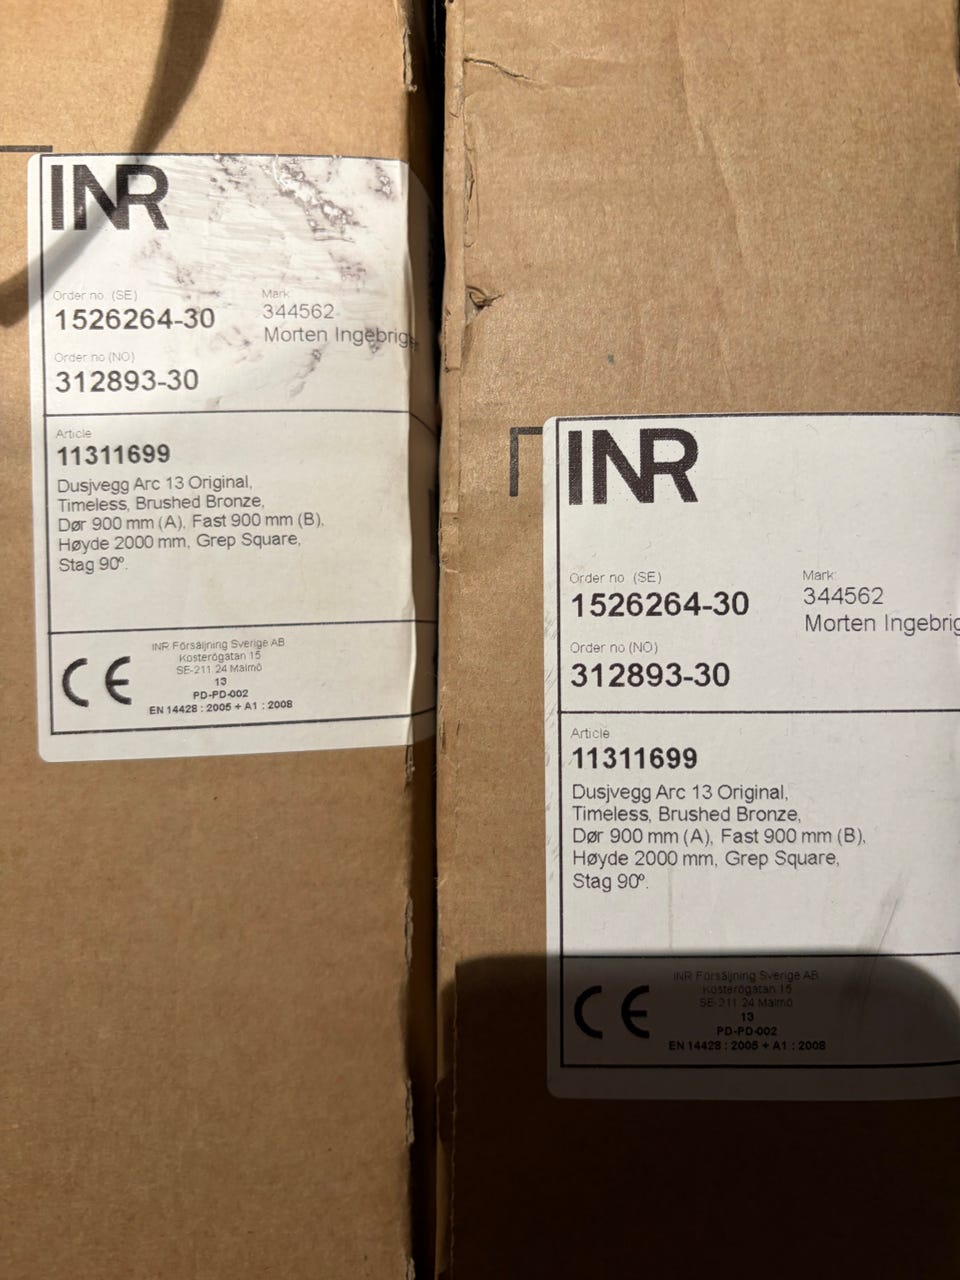 INR
Order no. (SE)
1526264-30
Mark
344562
Morten Ingebrig
Order no (NO)
312893-30
Article
11311699
Dusjvegg Arc 13 Original,
Timeless, Brushed Bronze,
Dør 900 mm (A), Fast 900 mm (B),
Høyde 2000 mm, Grep Square,
Stag 90º.
CE
INR Försäljning Sverige AB
Kosterögatan 15
SE-211 24 Malmö
13
PD-PD-002
EN 14428 : 2005 + A1 : 2008
INR
Order no. (SE)
1526264-30
Mark:
344562
Morten Ingebrig
Order no (NO)
312893-30
Article
11311699
Dusjvegg Arc 13 Original,
Timeless, Brushed Bronze,
Dør 900 mm (A), Fast 900 mm (B),
Høyde 2000 mm, Grep Square,
Stag 90º.
CE
INR Försäljning Sverige AB
Kosterögatan 15
SE-211 24 Malmö
13
PD-PD-002
EN 14428 : 2005 + A1 : 2008